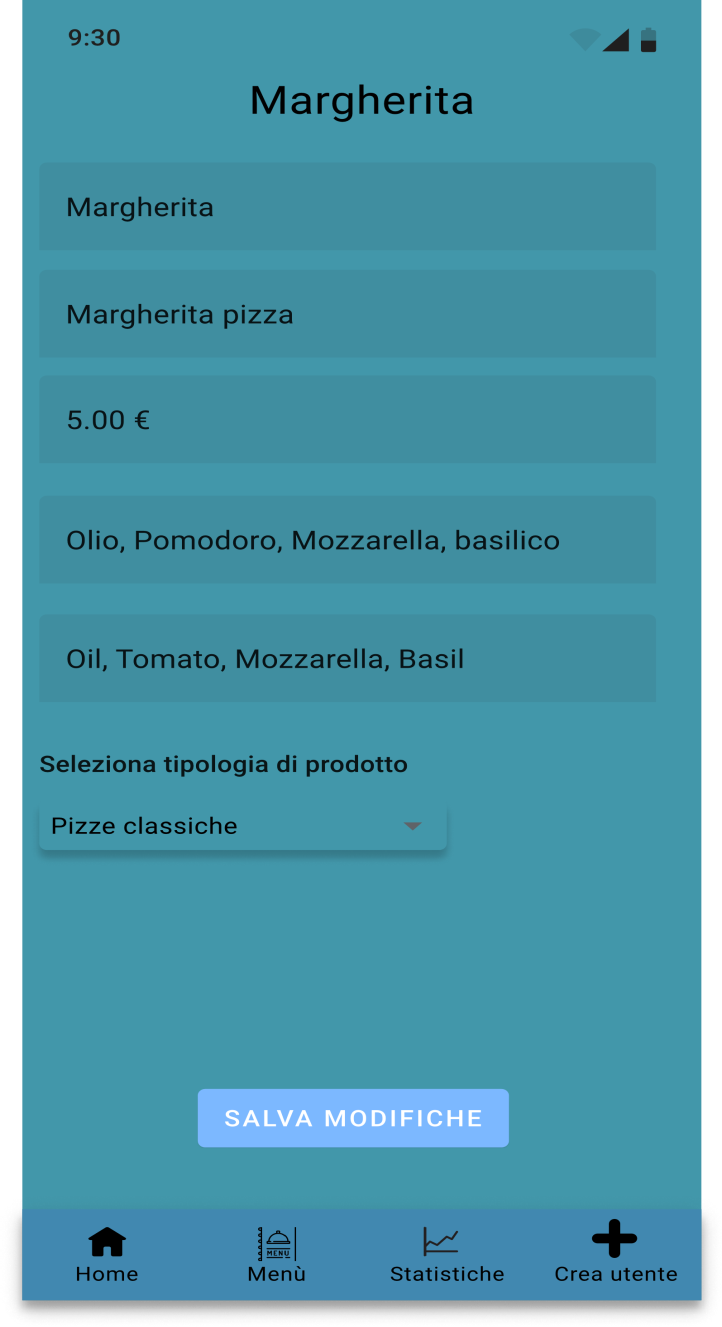 9:30
Margherita
Margherita
Margherita pizza
5.00 €
Olio, Pomodoro, Mozzarella, basilico
Oil, Tomato, Mozzarella, Basil
Seleziona tipologia di prodotto
Pizze classiche
SALVA MODIFICHE
MENU
Home Menù Statistiche Crea utente